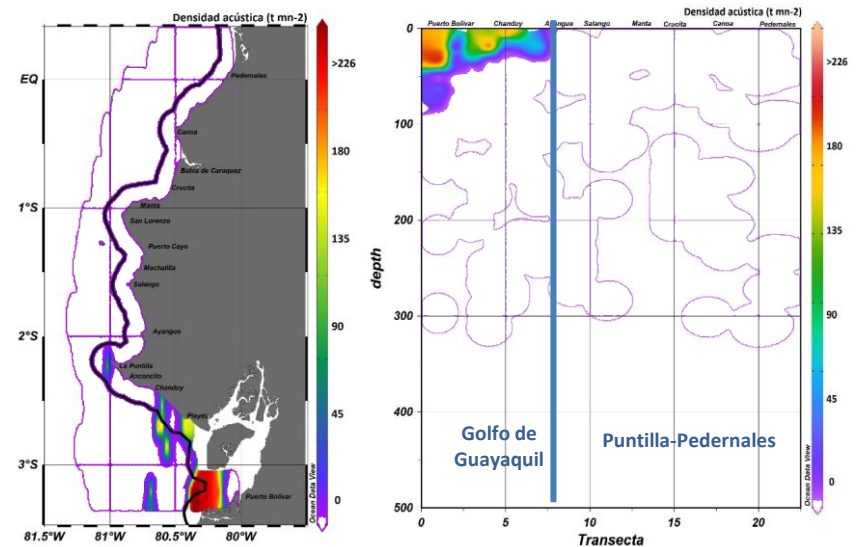 Densidad acústica (t mn-2)
EQ
1°S
2°S
3°S
81.5°W
81°W
80.5°W
80°W
Pedernales
Canoa
Bahia de Caraquez
Crucita
Manta
San Lorenzo
Puerto Cayo
Machalilla
Salango
Ayangue
La Puntilla
Anconcito
Chanduy
Playas
Puerto Bolivar
>226
180
135
90
45
0
Ocean Data View
Densidad acústica (t mn-2)
Puerto Bolivar Chanduy Ayangue Salango Manta Crucita Canoa Pedernales
0
100
200
300
400
500
depth
0 5 10 15 20
Transecta
Golfo de
Guayaquil
Puntilla-Pedernales
>226
180
135
90
45
0
Ocean Data View